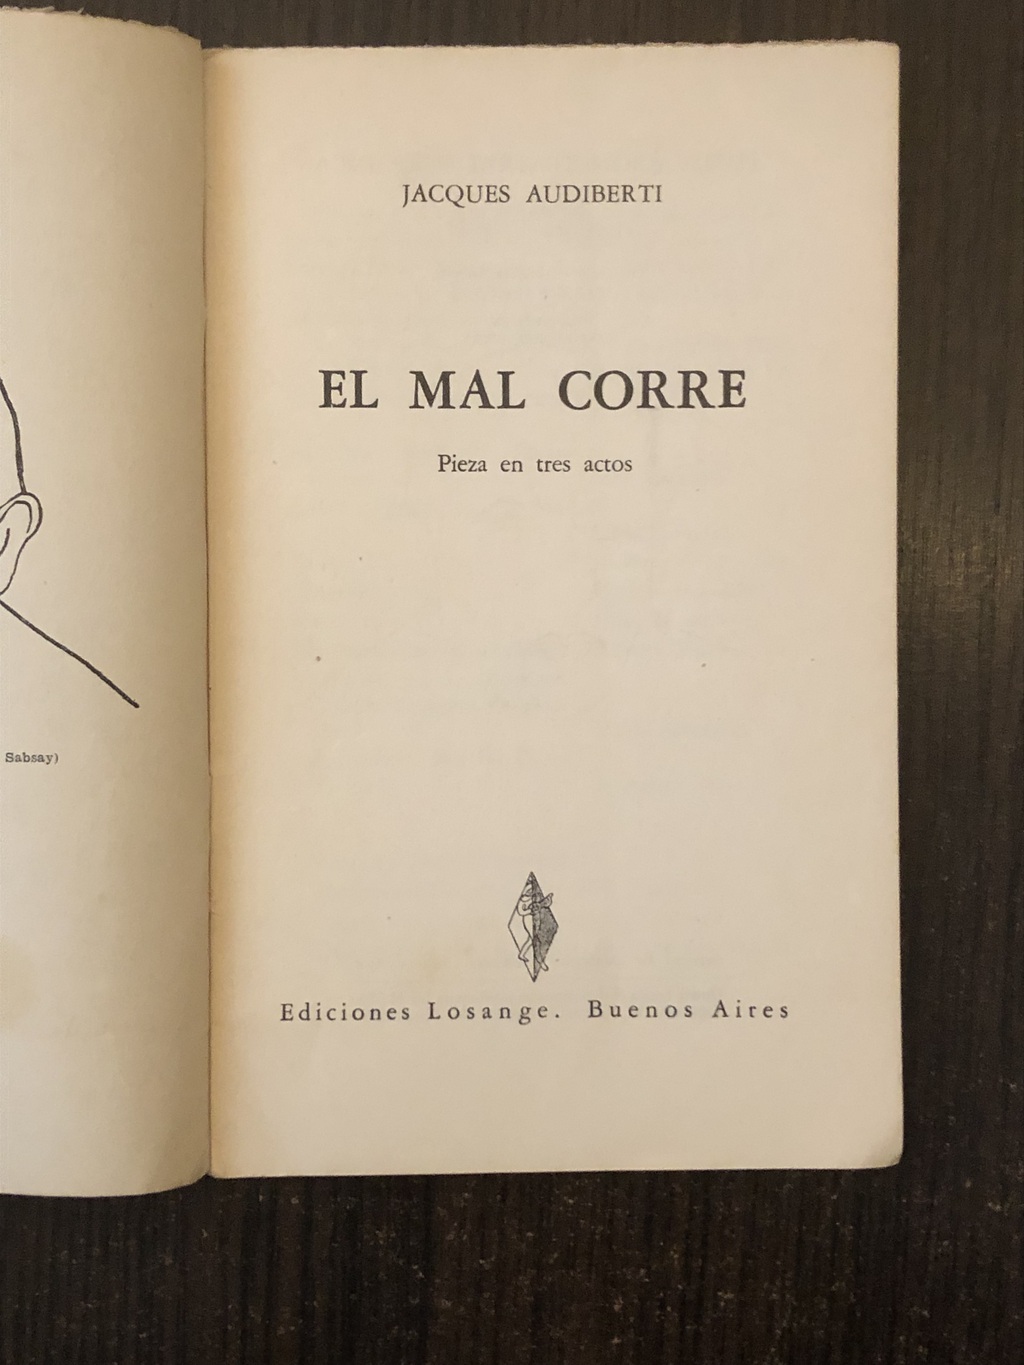 Sabsay)
JACQUES AUDIBERTI
EL MAL CORRE
Pieza en tres actos
Ediciones Losange. Buenos Aires